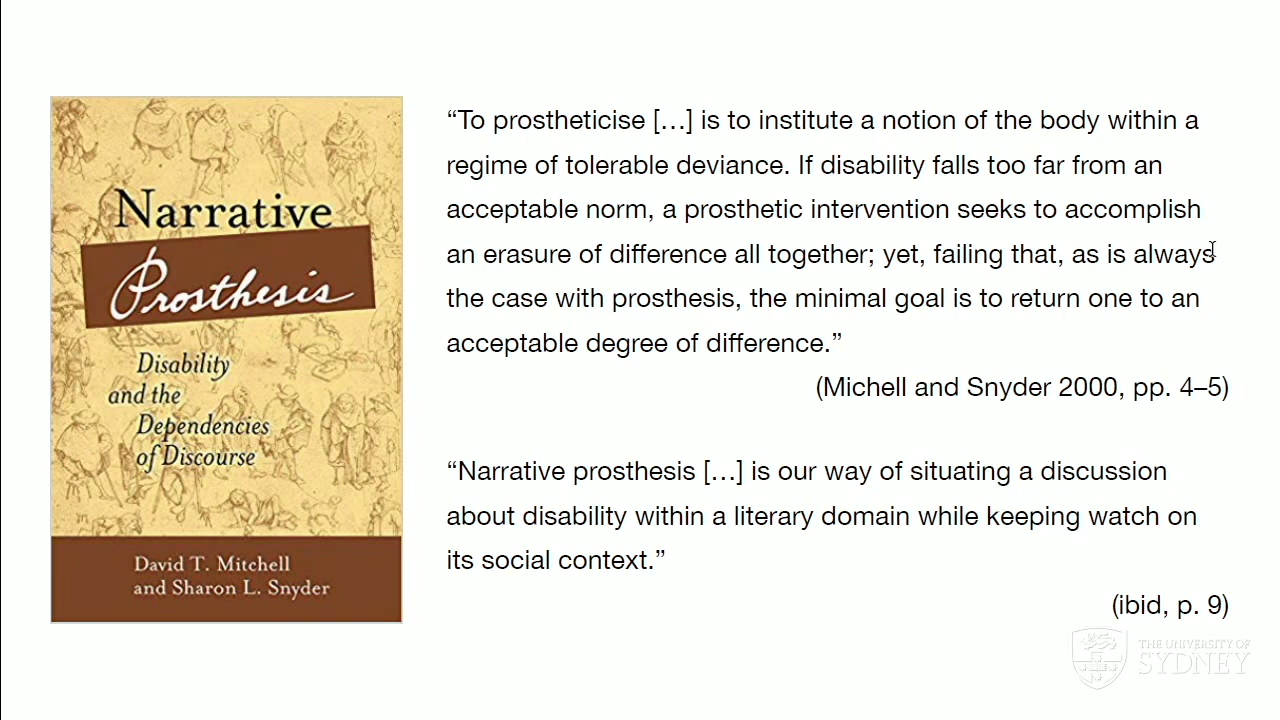 Narrative
Prosthesis
Disability
and the
Dependencies
of Discourse
David T. Mitchell
and Sharon L. Snyder
“To prostheticise […] is to institute a notion of the body within a
regime of tolerable deviance. If disability falls too far from an
acceptable norm, a prosthetic intervention seeks to accomplish
an erasure of difference all together; yet, failing that, as is always
the case with prosthesis, the minimal goal is to return one to an
acceptable degree of difference.”
(Michell and Snyder 2000, pp. 4–5)
“Narrative prosthesis […] is our way of situating a discussion
about disability within a literary domain while keeping watch on
its social context.”
(ibid, p. 9)
THE UNIVERSITY OF
SYDNEY